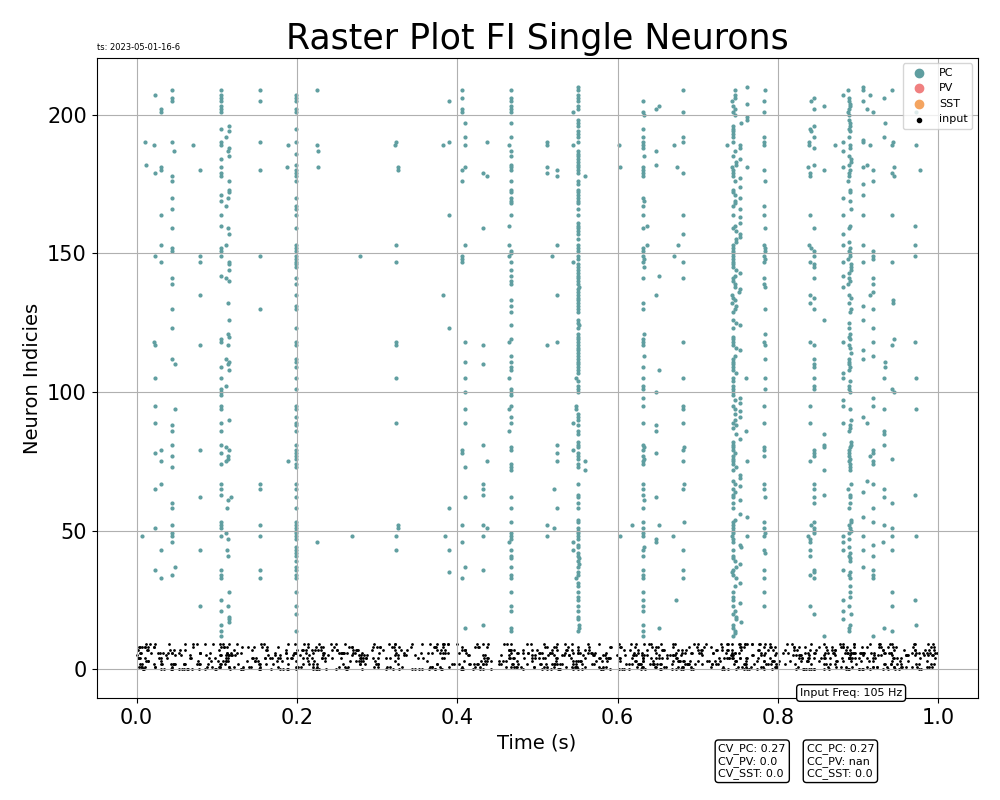 Raster Plot FI Single Neurons
ts: 2023-05-01-16-6
PC
PV
SST
input
200
150
100
50
0
Neuron Indicies
0.0 0.2 0.4 0.6 0.8 1.0
Time (s)
Input Freq: 105 Hz
CV_PC: 0.27
CV_PV: 0.0
CV_SST: 0.0
CC_PC: 0.27
CC_PV: nan
CC_SST: 0.0